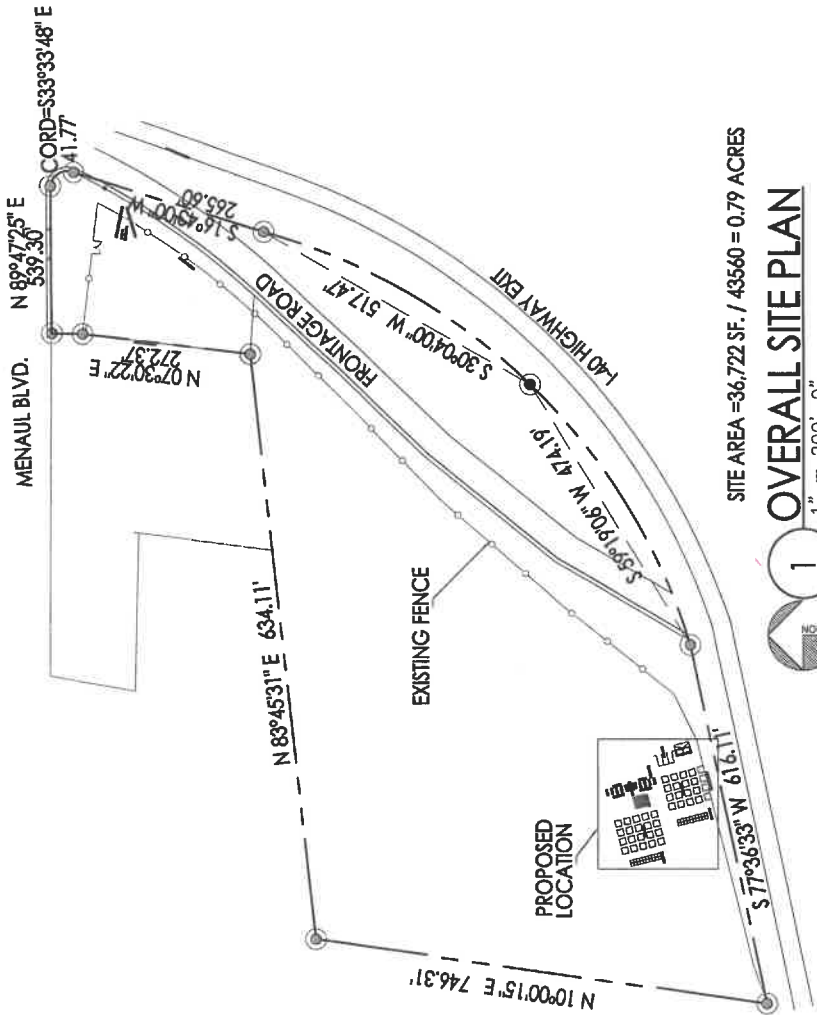 MENAUL BLVD.
N 89°47'25" E
539.30'
CORD=S33°33'48" E
41.77'
N 07°30'22" E
272.37'
S 16°43'00" W
265.60'
FRONTAGE ROAD
S 30°04'00" W 517.47'
I-40 HIGHWAY EXIT
N 83°45'31" E 634.11'
EXISTING FENCE
S 59°19'06" W 474.19'
PROPOSED
LOCATION
N 10°00'15" E 746.31'
S 77°36'33" W 616.11'
SITE AREA =36,722 SF. / 43560 = 0.79 ACRES
1
OVERALL SITE PLAN
NO